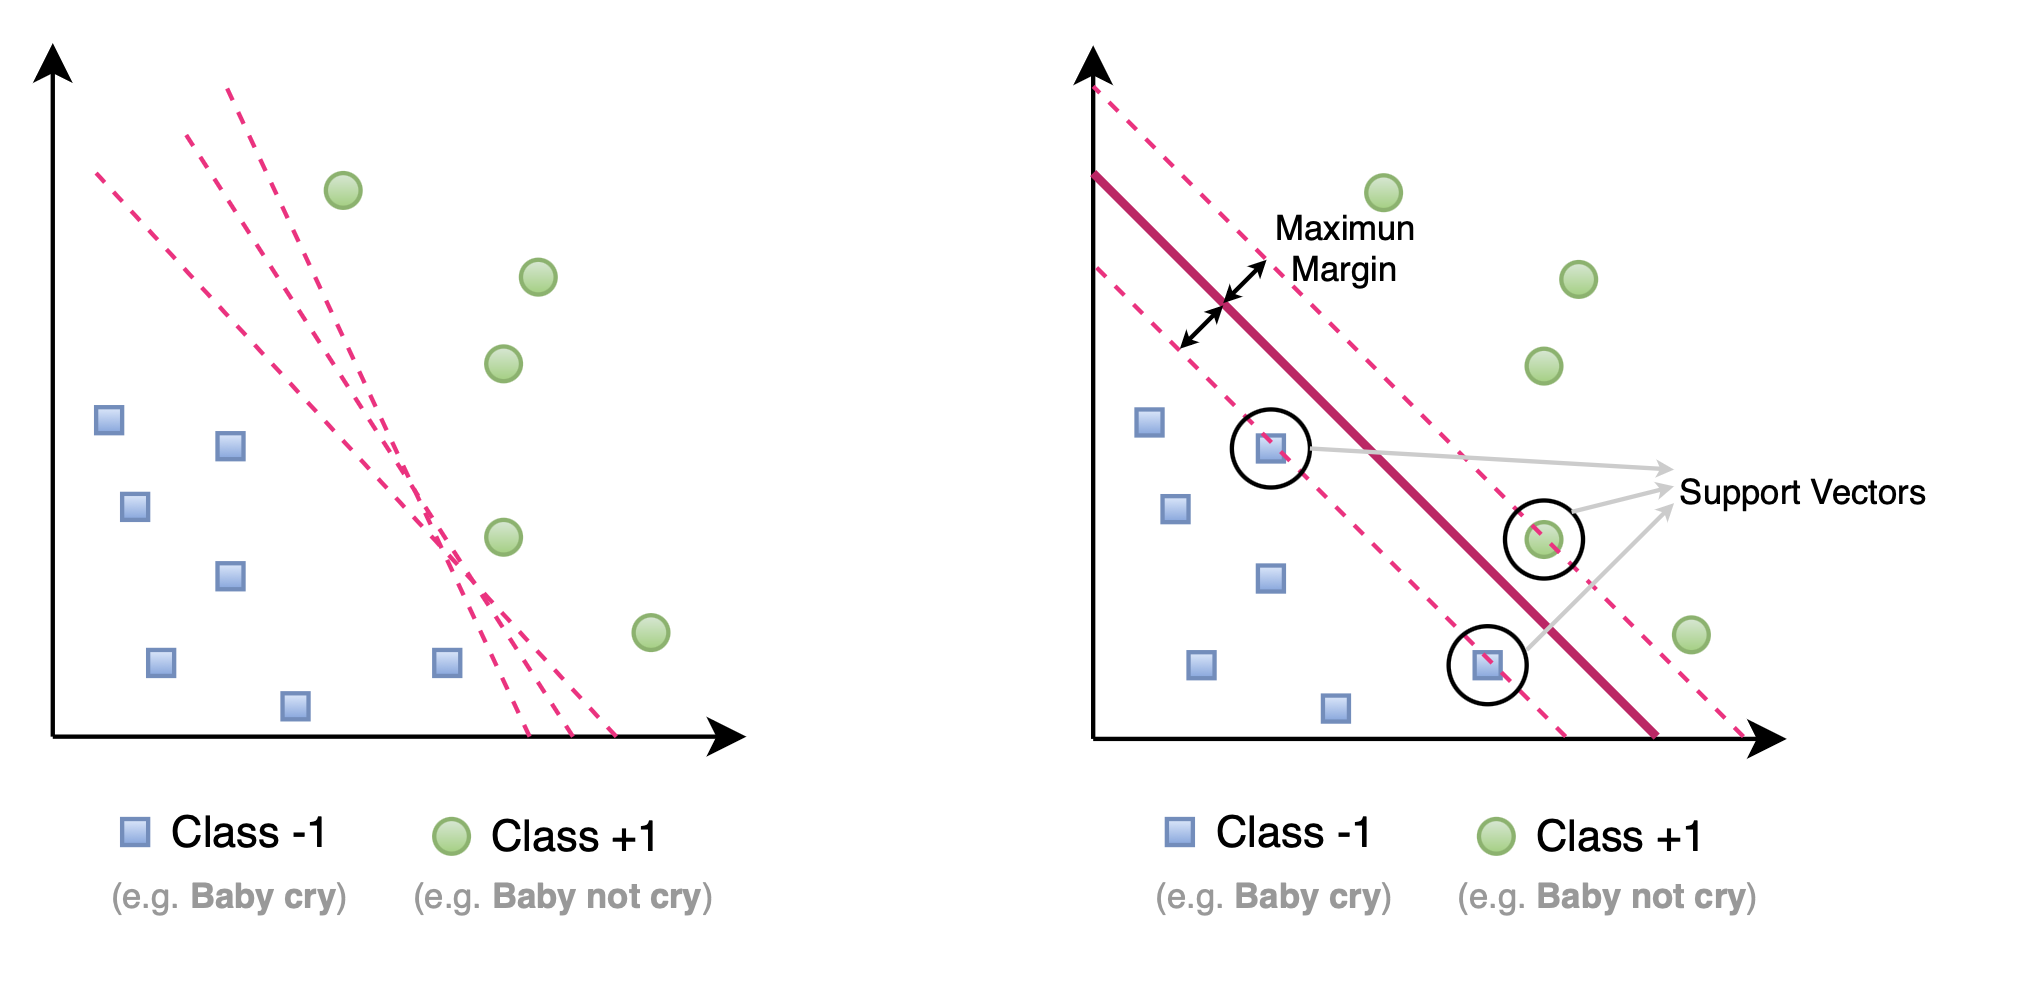 Maximun
Margin
Support Vectors
Class -1
Class +1
(e.g. Baby cry)
(e.g. Baby not cry)
Class -1
Class +1
(e.g. Baby cry)
(e.g. Baby not cry)